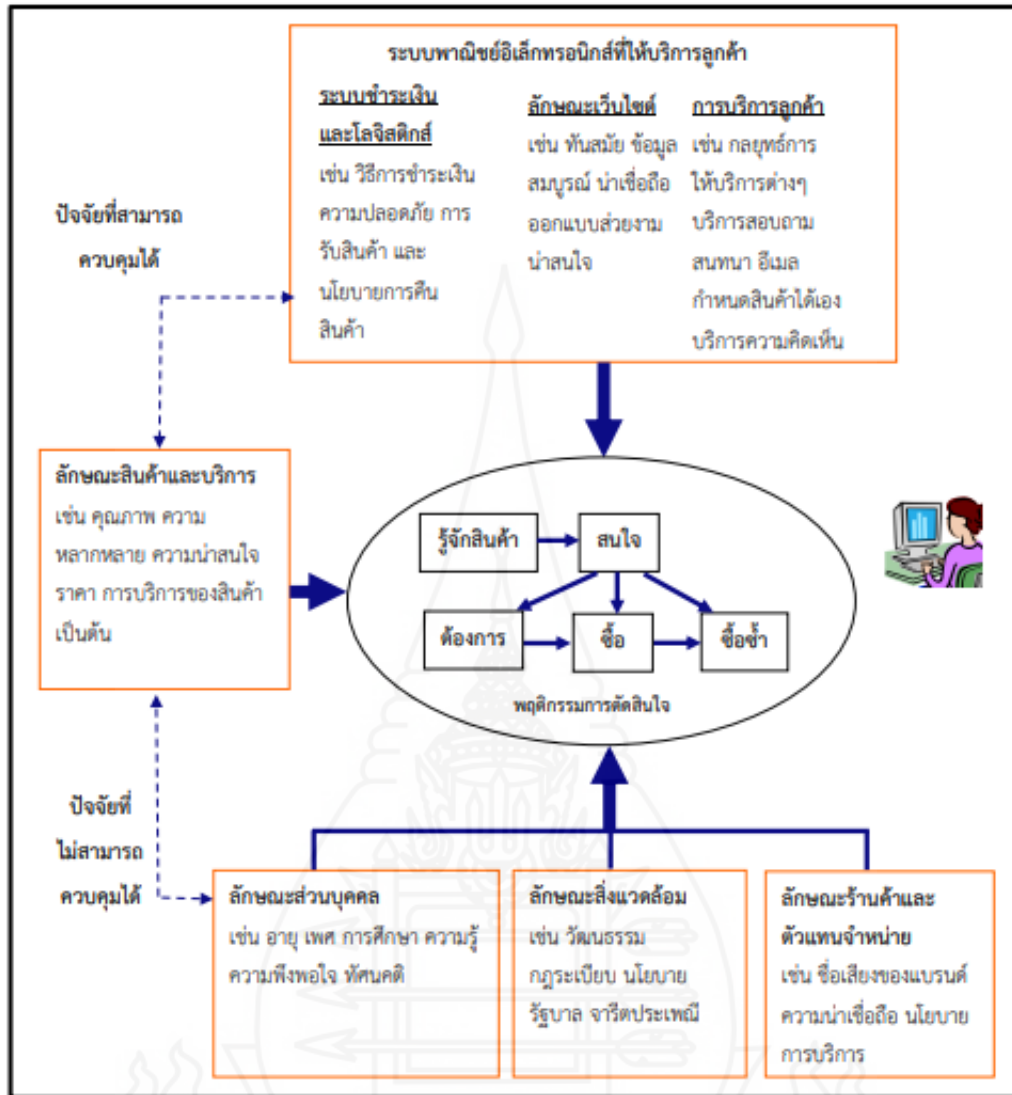 ระบบพาณิชย์อิเล็กทรอนิกส์ที่ให้บริการลูกค้า
ระบบชำระเงิน
และโลจิสติกส์
เช่น วิธีการชำระเงิน
ความปลอดภัย การ
รับสินค้า และ
นโยบายการคืน
สินค้า
ลักษณะเว็บไซต์
เช่น ทันสมัย ข้อมูล
สมบูรณ์ น่าเชื่อถือ
ออกแบบส่วยงาม
น่าสนใจ
การบริการลูกค้า
เช่น กลยุทธ์การ
ให้บริการต่างๆ
บริการสอบถาม
สนทนา อีเมล
กำหนดสินค้าได้เอง
บริการความคิดเห็น
ปัจจัยที่สามารถ
ควบคุมได้
ลักษณะสินค้าและบริการ
เช่น คุณภาพ ความ
หลากหลาย ความน่าสนใจ
ราคา การบริการของสินค้า
เป็นต้น
รู้จักสินค้า
สนใจ
ต้องการ
ซื้อ
ซื้อซ้ำ
พฤติกรรมการตัดสินใจ
ปัจจัยที่
ไม่สามารถ
ควบคุมได้
ลักษณะส่วนบุคคล
เช่น อายุ เพศ การศึกษา ความรู้
ความพึงพอใจ ทัศนคติ
ลักษณะสิ่งแวดล้อม
เช่น วัฒนธรรม
กฎระเบียบ นโยบาย
รัฐบาล จารีตประเพณี
ลักษณะร้านค้าและ
ตัวแทนจำหน่าย
เช่น ชื่อเสียงของแบรนด์
ความน่าเชื่อถือ นโยบาย
การบริการ